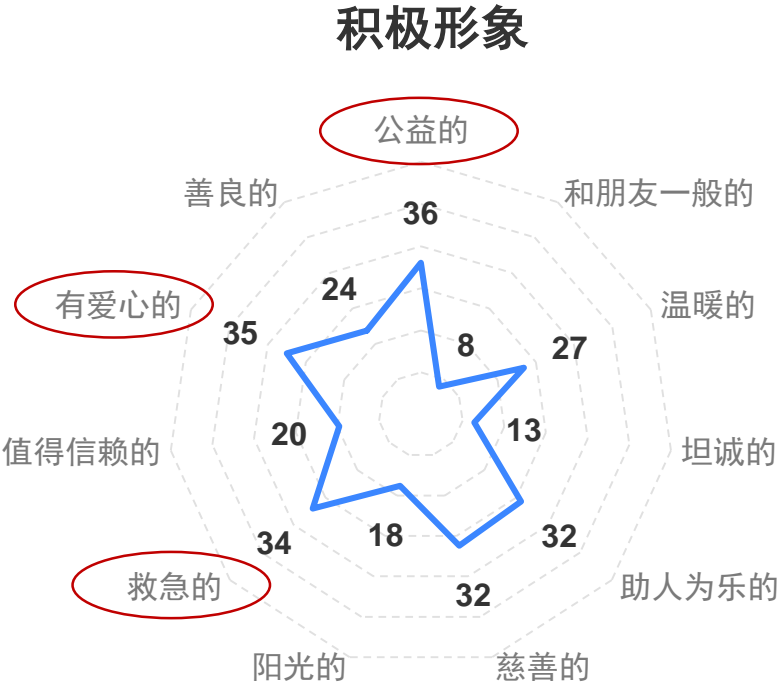 积极形象
公益的
善良的
和朋友一般的
36
24
有爱心的
温暖的
35
8
27
值得信赖的
20
13
坦诚的
34
18
32
救急的
32
助人为乐的
阳光的
慈善的